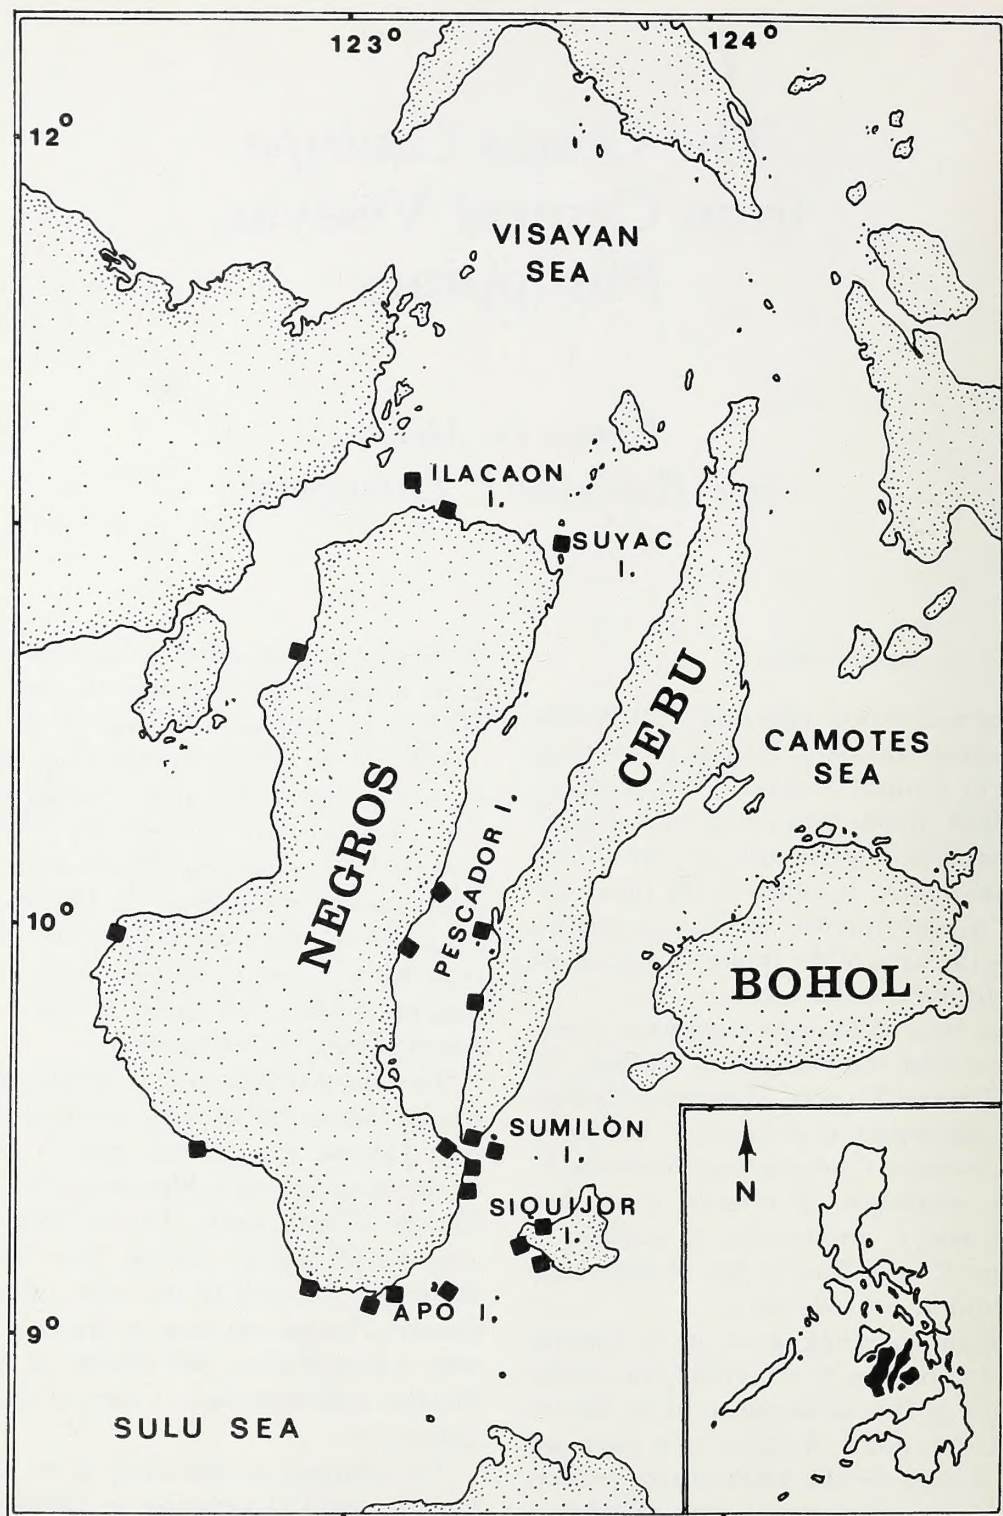 123°
124°
12°
VISAYAN
SEA
ILACAON
I.
SUYAC
I.
CEBU
CAMOTES
SEA
NEGROS
PESCADOR I.
10°
BOHOL
SUMILON
I.
N
SIQUIJOR
I.
APO I.
9°
SULU SEA